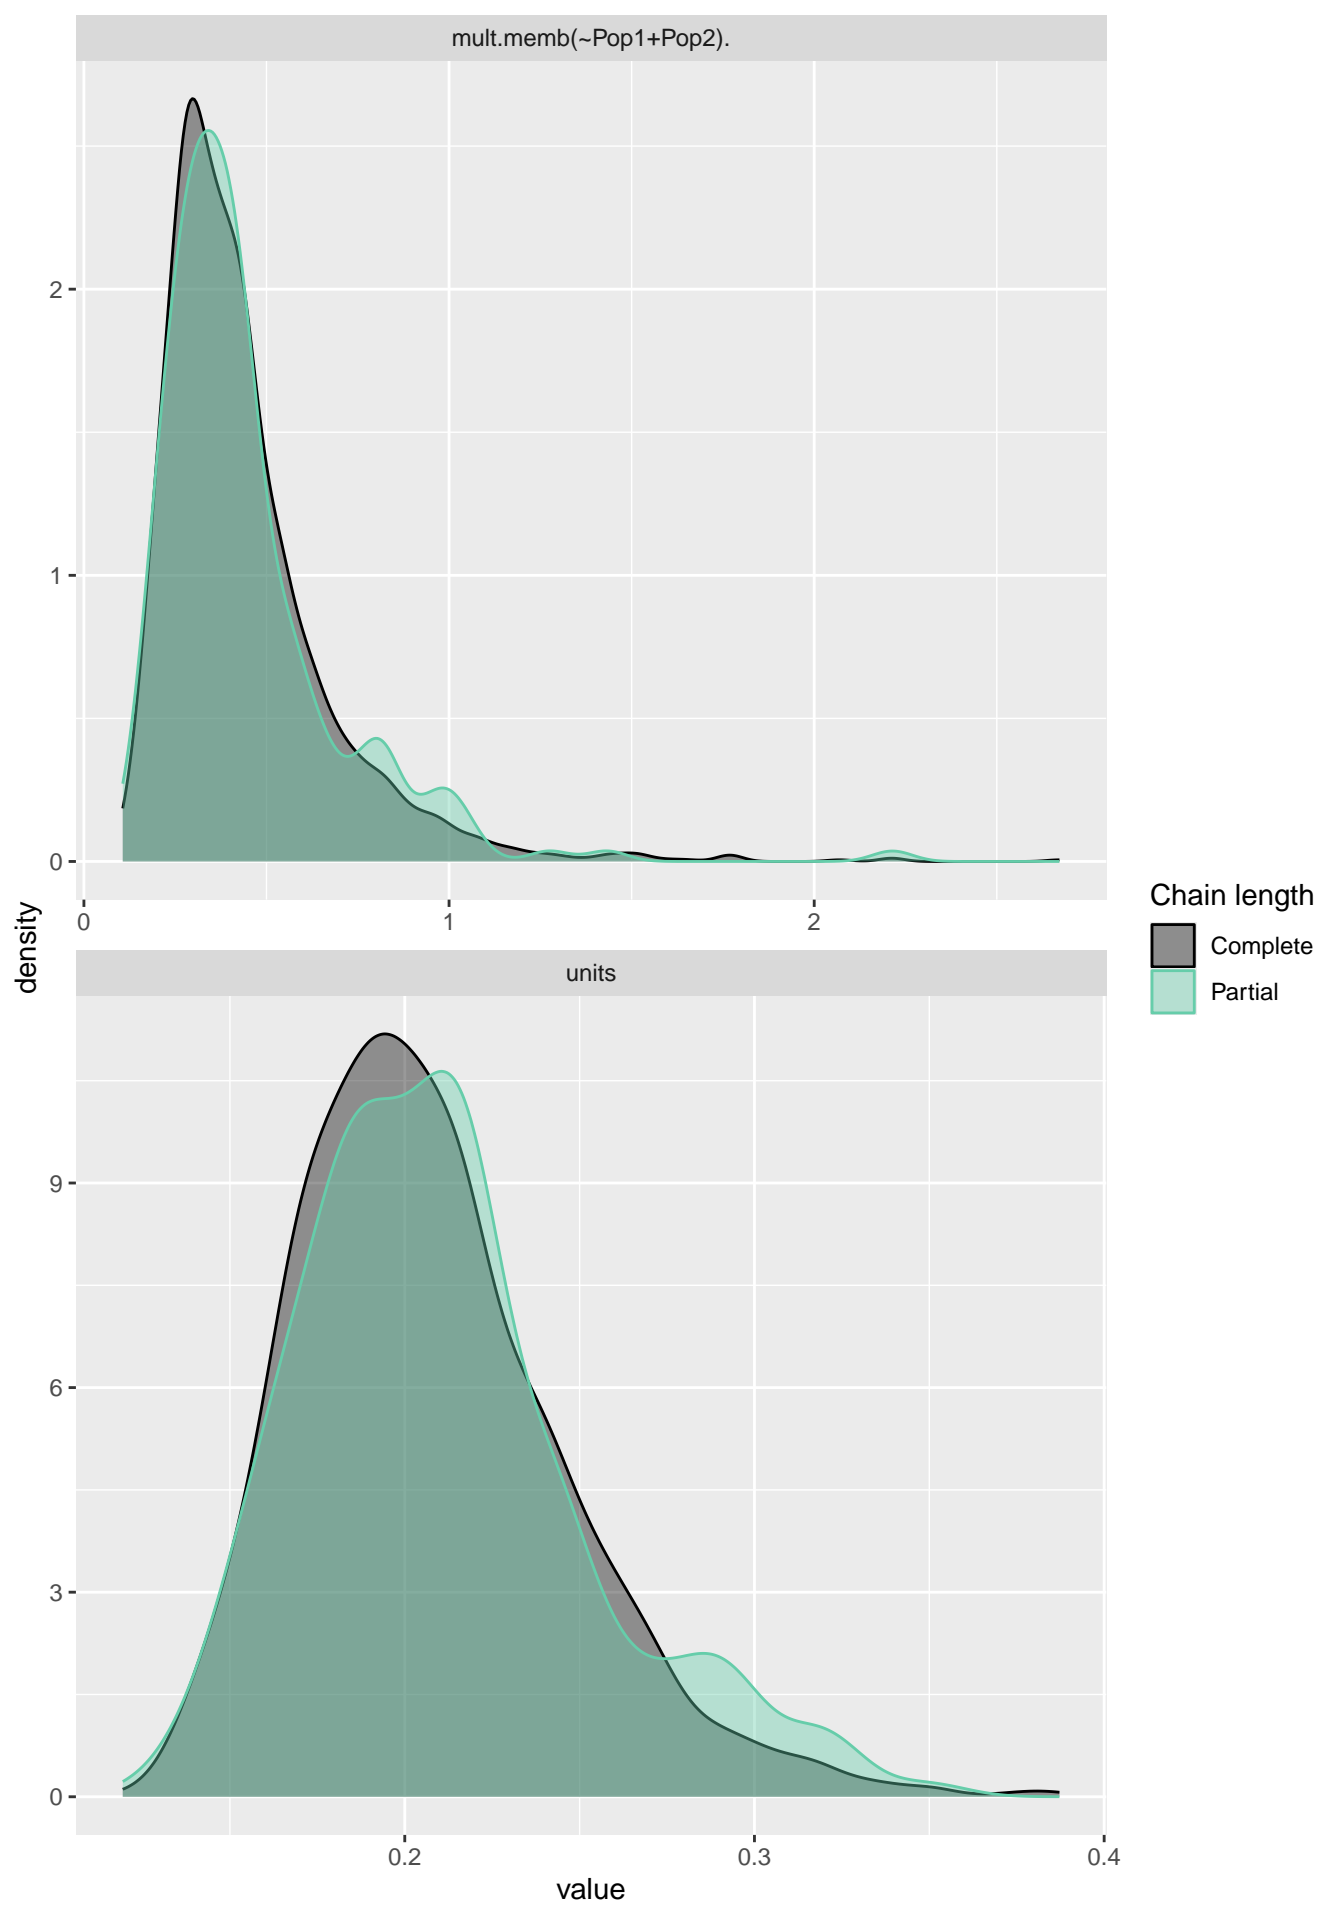 mult.memb(~Pop1+Pop2).
2
1
0
0 1 2
density
units
9
6
3
0
0.2 0.3 0.4
value
Chain length
Complete
Partial